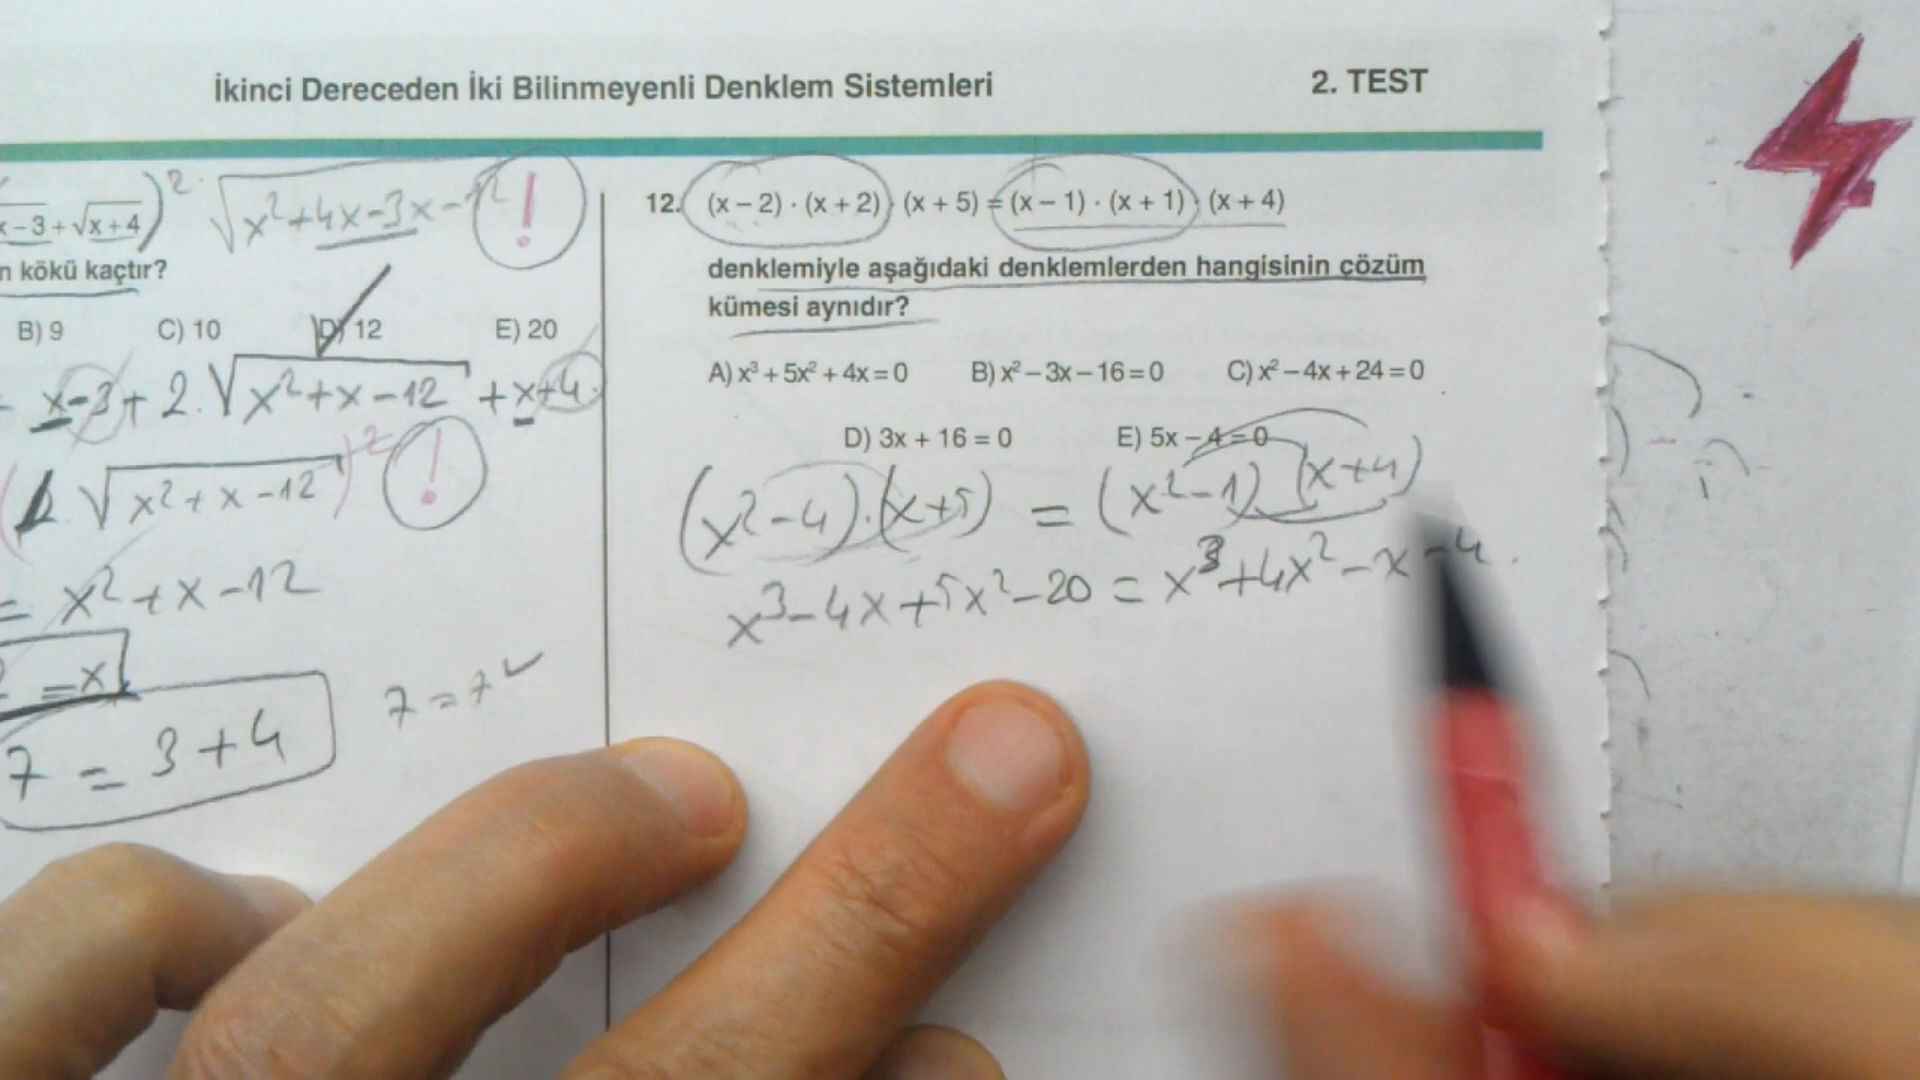 İkinci Dereceden İki Bilinmeyenli Denklem Sistemleri
2. TEST
x-3 + √x+4)²
√x²+4x-3x-12
!
n kökü kaçtır?
B) 9 C) 10 D) 12 E) 20
x-3 + 2.√x²+x-12 + x+4
√x²+x-12)²
!
= x²+x-12
= x
7 = 3+4
7 = 7
12. (x – 2) · (x + 2) · (x + 5) = (x – 1) · (x + 1) · (x + 4)
denklemiyle aşağıdaki denklemlerden hangisinin çözüm
kümesi aynıdır?
A) x³ + 5x² + 4x = 0 B) x² – 3x – 16 = 0 C) x² – 4x + 24 = 0
D) 3x + 16 = 0 E) 5x – 4 = 0
(x²-4).(x+5) = (x²-1) (x+4)
x³-4x+5x²-20 = x³+4x²-x-4